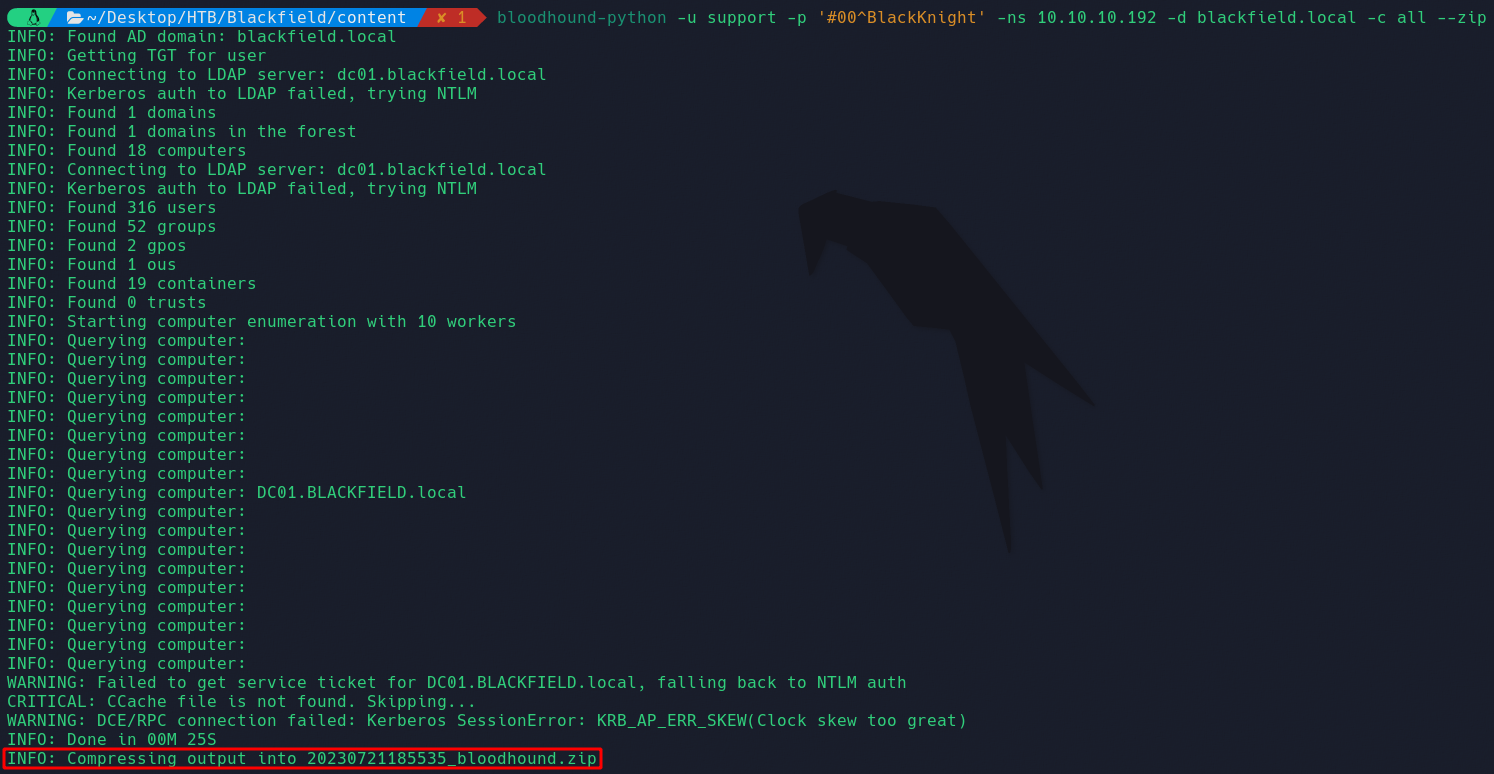 ~/Desktop/HTB/Blackfield/content ✘ 1 bloodhound-python -u support -p '#00^BlackKnight' -ns 10.10.10.192 -d blackfield.local -c all --zip
INFO: Found AD domain: blackfield.local
INFO: Getting TGT for user
INFO: Connecting to LDAP server: dc01.blackfield.local
INFO: Kerberos auth to LDAP failed, trying NTLM
INFO: Found 1 domains
INFO: Found 1 domains in the forest
INFO: Found 18 computers
INFO: Connecting to LDAP server: dc01.blackfield.local
INFO: Kerberos auth to LDAP failed, trying NTLM
INFO: Found 316 users
INFO: Found 52 groups
INFO: Found 2 gpos
INFO: Found 1 ous
INFO: Found 19 containers
INFO: Found 0 trusts
INFO: Starting computer enumeration with 10 workers
INFO: Querying computer:
INFO: Querying computer:
INFO: Querying computer:
INFO: Querying computer:
INFO: Querying computer:
INFO: Querying computer:
INFO: Querying computer:
INFO: Querying computer:
INFO: Querying computer: DC01.BLACKFIELD.local
INFO: Querying computer:
INFO: Querying computer:
INFO: Querying computer:
INFO: Querying computer:
INFO: Querying computer:
INFO: Querying computer:
INFO: Querying computer:
INFO: Querying computer:
INFO: Querying computer:
WARNING: Failed to get service ticket for DC01.BLACKFIELD.local, falling back to NTLM auth
CRITICAL: CCache file is not found. Skipping...
WARNING: DCE/RPC connection failed: Kerberos SessionError: KRB_AP_ERR_SKEW(Clock skew too great)
INFO: Done in 00M 25S
INFO: Compressing output into 20230721185535_bloodhound.zip